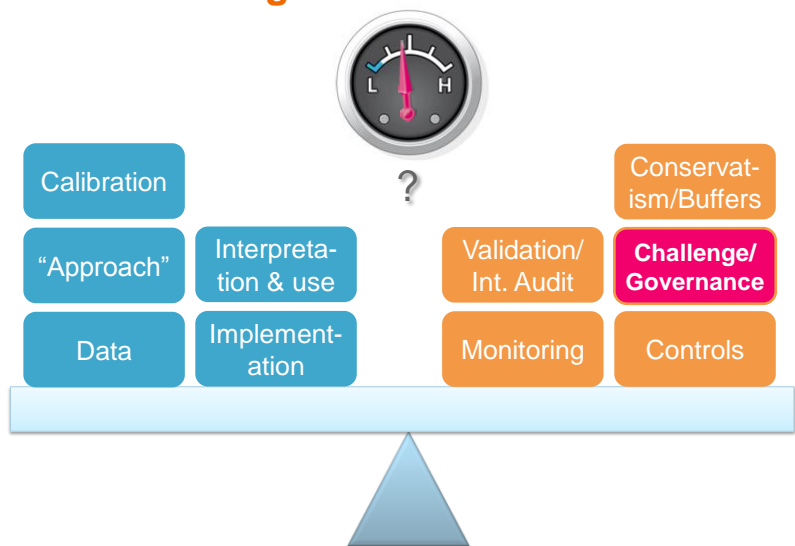 L
H
?
Calibration
“Approach”
Data
Interpreta-
tion & use
Implement-
ation
Validation/
Int. Audit
Monitoring
Conservat-
ism/Buffers
Challenge/
Governance
Controls